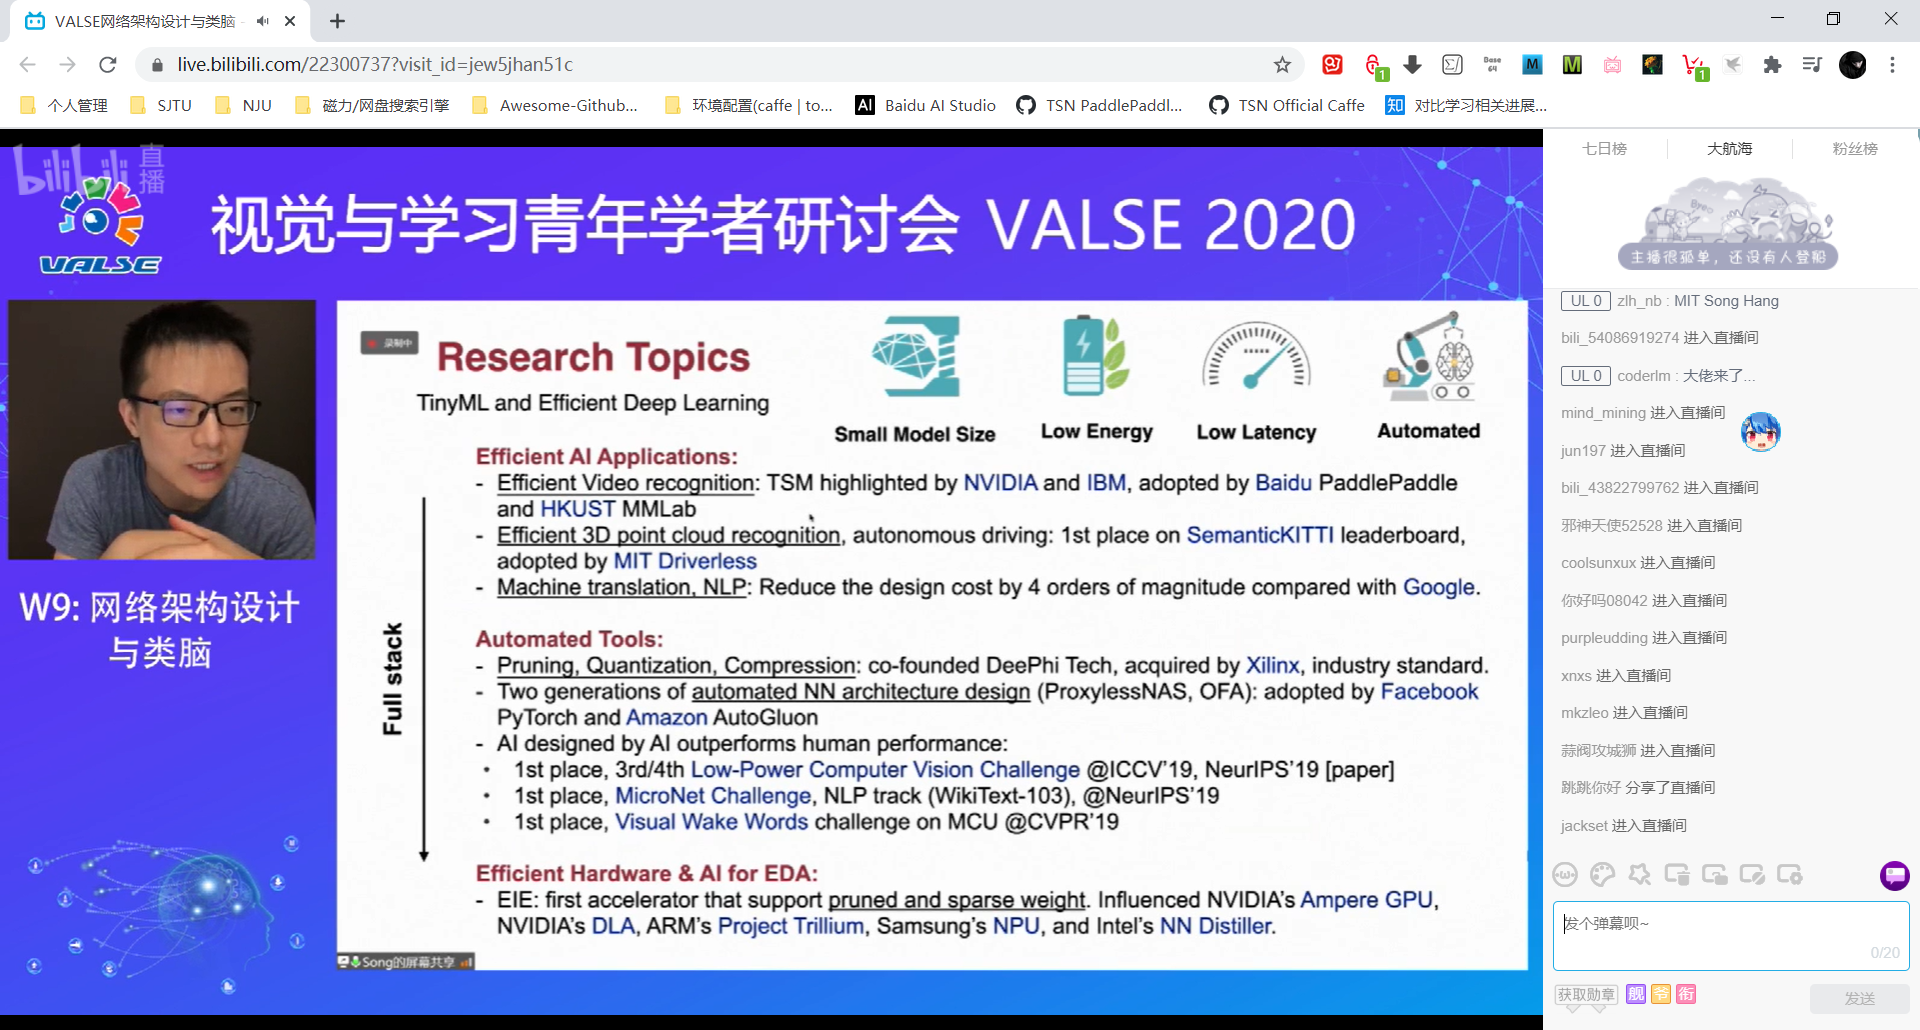 VALSE网络架构设计与类脑
live.bilibili.com/22300737?visit_id=jew5jhan51c
1
Base 64
M
M
1
个人管理
SJTU
NJU
磁力/网盘搜索引擎
Awesome-Github...
环境配置(caffe | to...
AI Baidu AI Studio
TSN PaddlePaddl...
TSN Official Caffe
知 对比学习相关进展...
bilibili 直播
VALSE
视觉与学习青年学者研讨会 VALSE 2020
W9: 网络架构设计
与类脑
录制中
Research Topics
TinyML and Efficient Deep Learning
Small Model Size
Low Energy
Low Latency
Automated
Full stack
Efficient AI Applications:
- Efficient Video recognition: TSM highlighted by NVIDIA and IBM, adopted by Baidu PaddlePaddle
and HKUST MMLab
- Efficient 3D point cloud recognition, autonomous driving: 1st place on SemanticKITTI leaderboard,
adopted by MIT Driverless
- Machine translation, NLP: Reduce the design cost by 4 orders of magnitude compared with Google.
Automated Tools:
- Pruning, Quantization, Compression: co-founded DeePhi Tech, acquired by Xilinx, industry standard.
- Two generations of automated NN architecture design (ProxylessNAS, OFA): adopted by Facebook
PyTorch and Amazon AutoGluon
- AI designed by AI outperforms human performance:
• 1st place, 3rd/4th Low-Power Computer Vision Challenge @ICCV’19, NeurIPS’19 [paper]
• 1st place, MicroNet Challenge, NLP track (WikiText-103), @NeurIPS’19
• 1st place, Visual Wake Words challenge on MCU @CVPR’19
Efficient Hardware & AI for EDA:
- EIE: first accelerator that support pruned and sparse weight. Influenced NVIDIA’s Ampere GPU,
NVIDIA’s DLA, ARM’s Project Trillium, Samsung’s NPU, and Intel’s NN Distiller.
Song的屏幕共享
七日榜
大航海
粉丝榜
主播很孤单，还没有人登船
UL 0 zlh_nb : MIT Song Hang
bili_54086919274 进入直播间
UL 0 coderlm : 大佬来了...
mind_mining 进入直播间
jun197 进入直播间
bili_43822799762 进入直播间
邪神天使52528 进入直播间
coolsunxux 进入直播间
你好吗08042 进入直播间
purpleudding 进入直播间
xnxs 进入直播间
mkzleo 进入直播间
蒜阀攻城狮 进入直播间
跳跳你好 分享了直播间
jackset 进入直播间
发个弹幕呗~
0/20
获取勋章
舰
爷
衔
发送